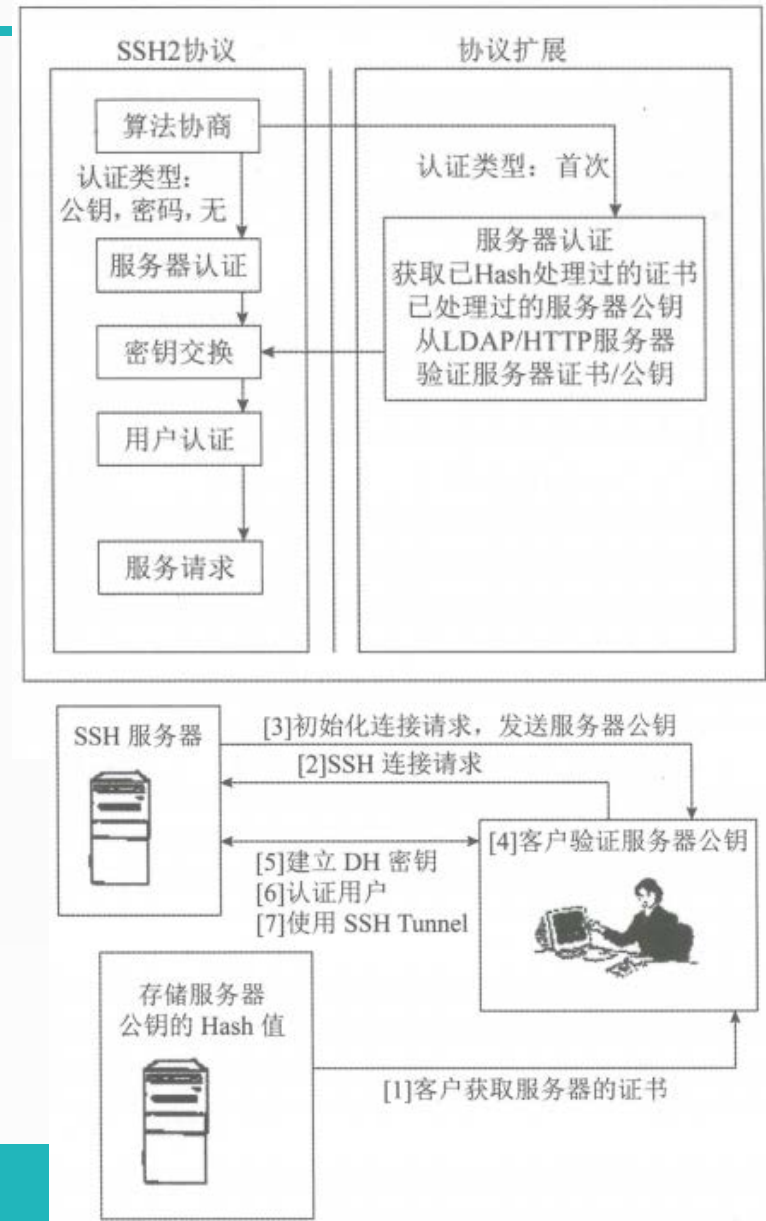 SSH2协议
协议扩展
算法协商
认证类型：
公钥，密码，无
服务器认证
密钥交换
用户认证
服务请求
认证类型：首次
服务器认证
获取已Hash处理过的证书
已处理过的服务器公钥
从LDAP/HTTP服务器
验证服务器证书/公钥
SSH 服务器
[3]初始化连接请求，发送服务器公钥
[2]SSH 连接请求
[4]客户验证服务器公钥
[5]建立 DH 密钥
[6]认证用户
[7]使用 SSH Tunnel
存储服务器
公钥的 Hash 值
[1]客户获取服务器的证书